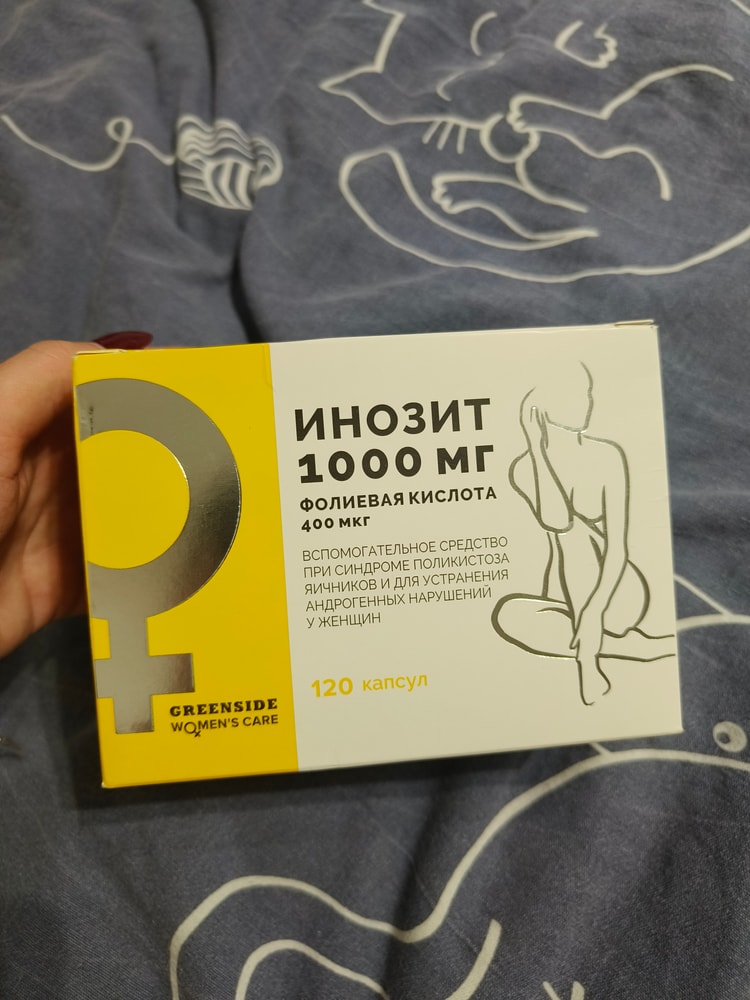 ИНОЗИТ
1000 МГ
ФОЛИЕВАЯ КИСЛОТА
400 МКГ
ВСПОМОГАТЕЛЬНОЕ СРЕДСТВО
ПРИ СИНДРОМЕ ПОЛИКИСТОЗА
ЯИЧНИКОВ И ДЛЯ УСТРАНЕНИЯ
АНДРОГЕННЫХ НАРУШЕНИЙ
У ЖЕНЩИН
120 капсул
GREENSIDE
WOMEN'S CARE